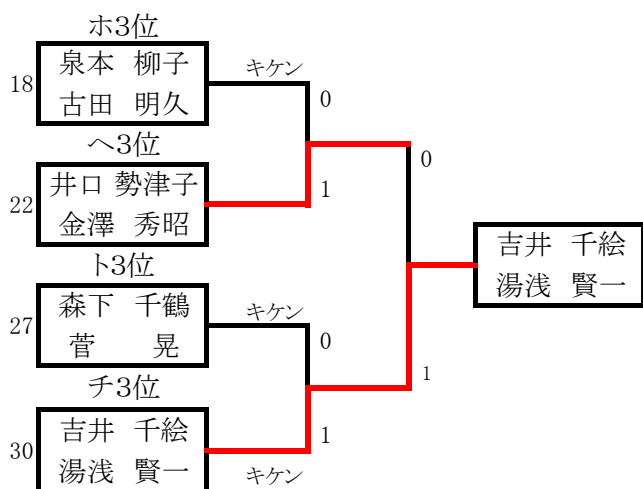 ホ3位
18
泉本 柳子
古田 明久
キケン
0
ヘ3位
22
井口 勢津子
金澤 秀昭
1
0
ト3位
27
森下 千鶴
菅 晃
キケン
0
チ3位
30
吉井 千絵
湯浅 賢一
キケン
1
1
吉井 千絵
湯浅 賢一